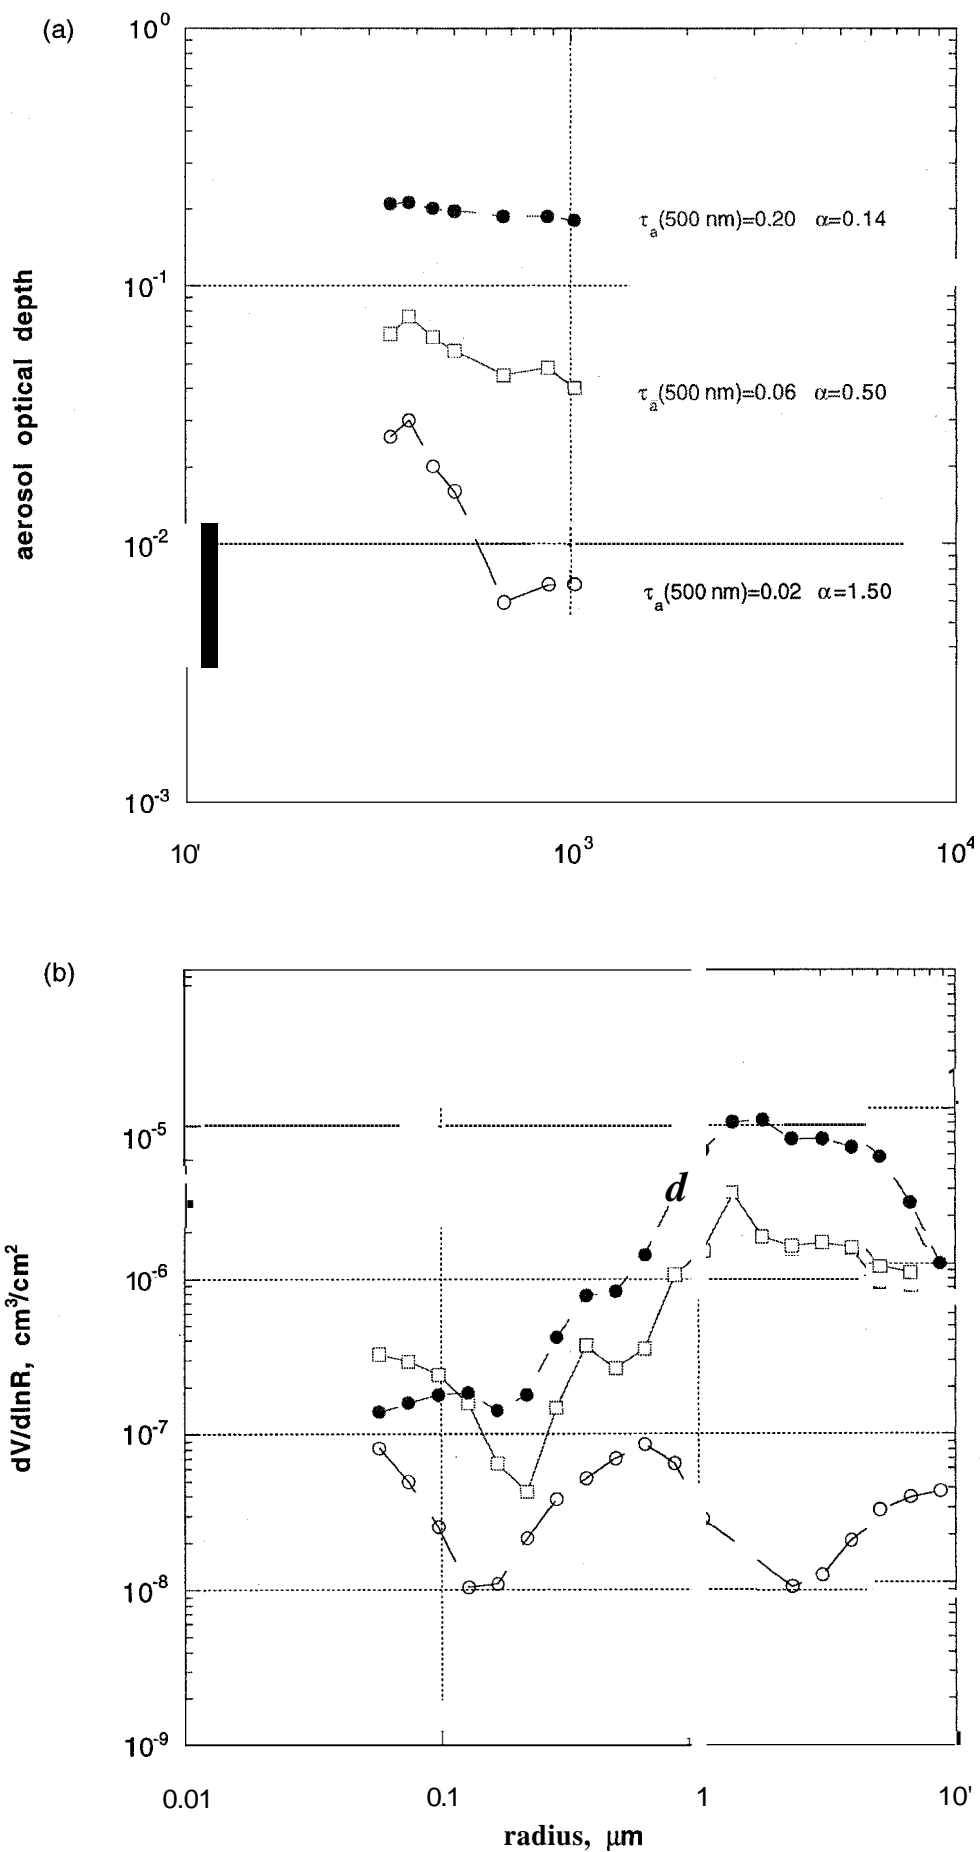 (a)
10⁰
τₐ(500 nm)=0.20 α=0.14
10⁻¹
aerosol optical depth
τₐ(500 nm)=0.06 α=0.50
10⁻²
τₐ(500 nm)=0.02 α=1.50
10⁻³
10' 10³ 10⁴
(b)
10⁻⁵
d
10⁻⁶
dV/dlnR, cm³/cm²
10⁻⁷
10⁻⁸
10⁻⁹
0.01 0.1 1 10'
radius, μm